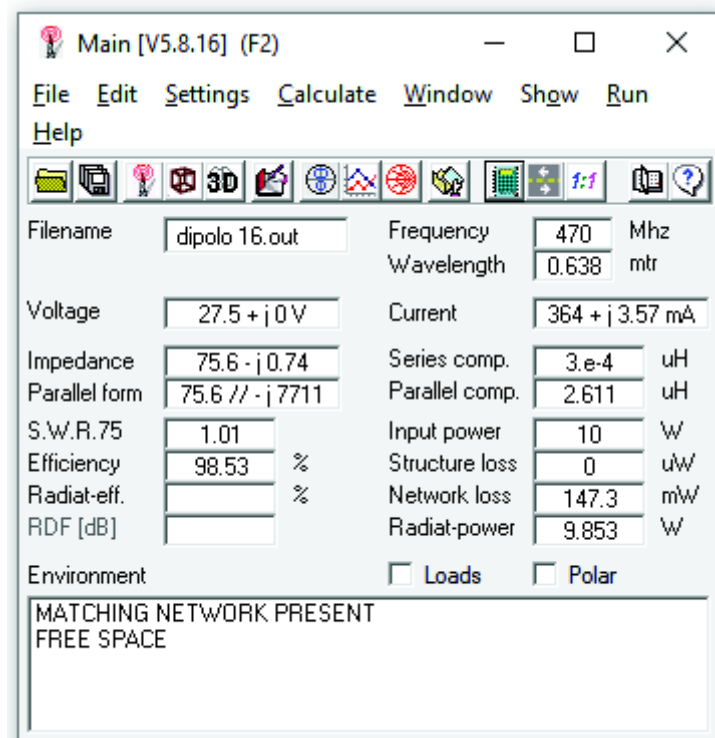 Main [V5.8.16] (F2)
File Edit Settings Calculate Window Show Run
Help
3D 1:1
Filename dipolo 16.out Frequency 470 Mhz
Wavelength 0.638 mtr
Voltage 27.5 + j 0 V Current 364 + j 3.57 mA
Impedance 75.6 - j 0.74 Series comp. 3.e-4 uH
Parallel form 75.6 // - j 7711 Parallel comp. 2.611 uH
S.W.R.75 1.01 Input power 10 W
Efficiency 98.53 % Structure loss 0 uW
Radiat-eff. % Network loss 147.3 mW
RDF [dB] Radiat-power 9.853 W
Environment Loads Polar
MATCHING NETWORK PRESENT
FREE SPACE